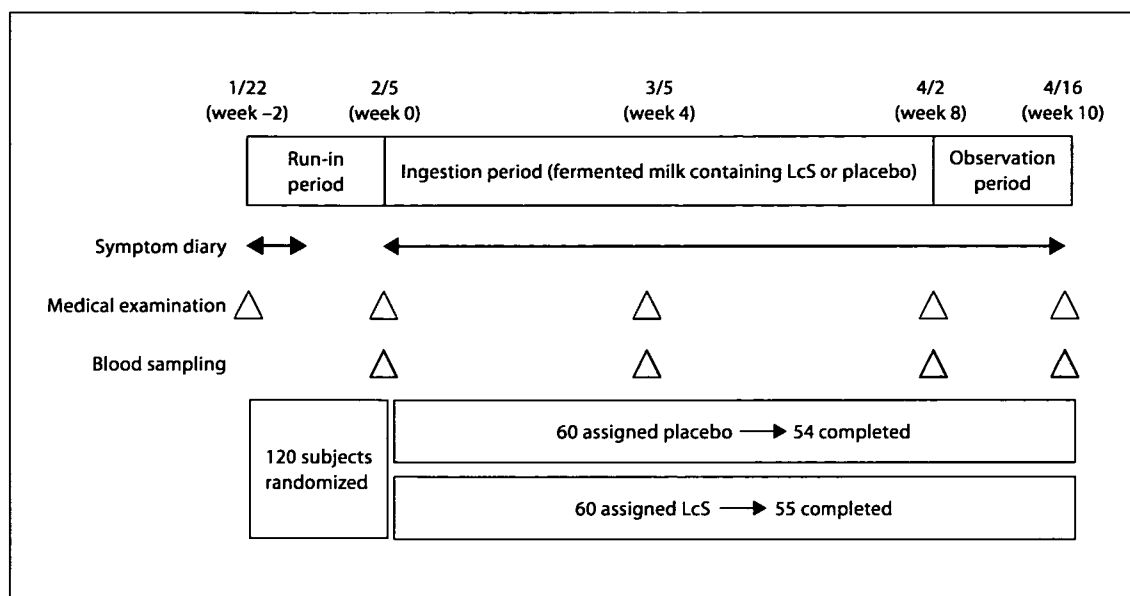 1/22
(week –2)
2/5
(week 0)
3/5
(week 4)
4/2
(week 8)
4/16
(week 10)
Run-in
period
Ingestion period (fermented milk containing LcS or placebo)
Observation
period
Symptom diary
Medical examination
Blood sampling
120 subjects
randomized
60 assigned placebo → 54 completed
60 assigned LcS → 55 completed